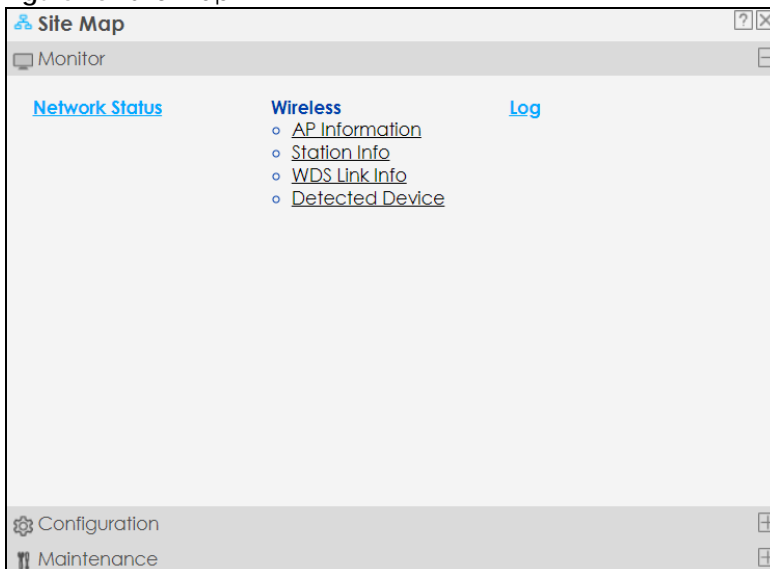 Site Map
Monitor
Network Status
Wireless
AP Information
Station Info
WDS Link Info
Detected Device
Log
Configuration
Maintenance